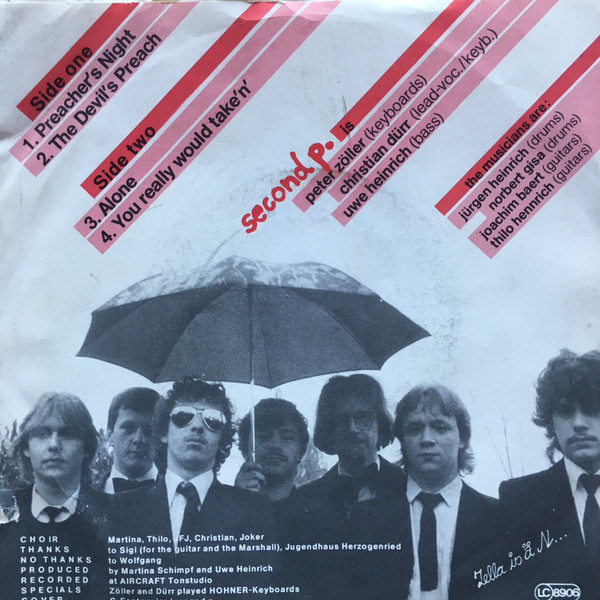 Side one
1. Preacher's Night
2. The Devil's Preach
Side two
3. Alone
4. You really would take'n'
second p. is
peter zöller (keyboards)
christian dürr (lead-voc./keyb.)
uwe heinrich (bass)
the musicians are:
jürgen heinrich (drums)
norbert gisa (drums)
joachim baert (guitars)
thilo hennrich (guitars)
CHOIR Martina, Thilo, JFJ, Christian, Joker
THANKS to Sigi (for the guitar and the Marshall), Jugendhaus Herzogenried
NO THANKS to Wolfgang
PRODUCED by Martina Schimpf and Uwe Heinrich
RECORDED at AIRCRAFT Tonstudio
SPECIALS Zöller and Dürr played HOHNER-Keyboards
COVER
Zella is ä N....
LC 8906